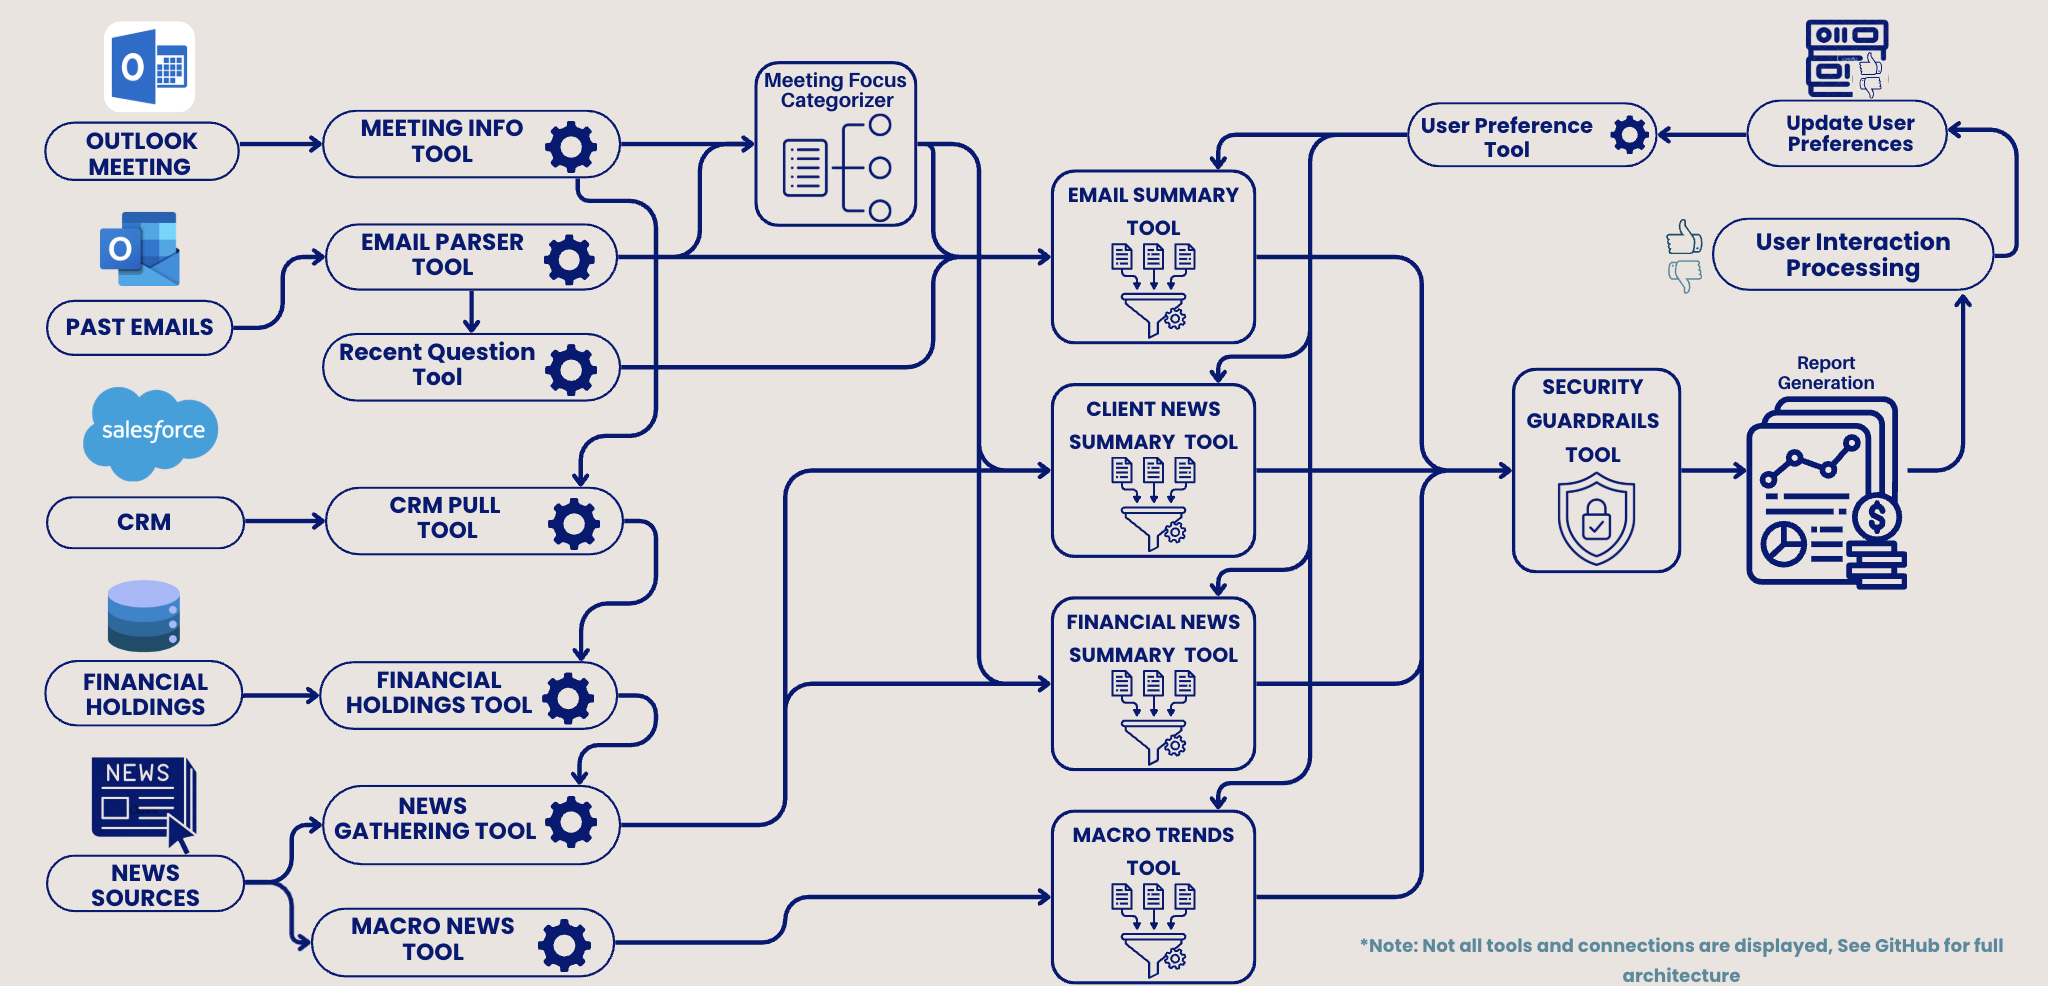 OUTLOOK
MEETING
PAST EMAILS
salesforce
CRM
FINANCIAL
HOLDINGS
NEWS
NEWS
SOURCES
MEETING INFO
TOOL
EMAIL PARSER
TOOL
Recent Question
Tool
CRM PULL
TOOL
FINANCIAL
HOLDINGS TOOL
NEWS
GATHERING TOOL
MACRO NEWS
TOOL
Meeting Focus
Categorizer
EMAIL SUMMARY
TOOL
CLIENT NEWS
SUMMARY TOOL
FINANCIAL NEWS
SUMMARY TOOL
MACRO TRENDS
TOOL
User Preference
Tool
Update User
Preferences
User Interaction
Processing
SECURITY
GUARDRAILS
TOOL
Report
Generation
*Note: Not all tools and connections are displayed, See GitHub for full
architecture